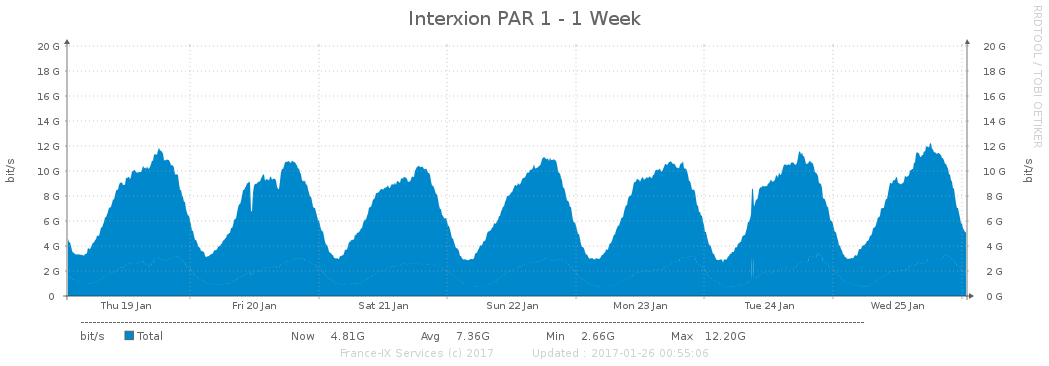 Interxion PAR 1 - 1 Week
RRDTOOL / TOBI OETIKER
bit/s
20 G 20 G
18 G 18 G
16 G 16 G
14 G 14 G
12 G 12 G
10 G 10 G
8 G 8 G
6 G 6 G
4 G 4 G
2 G 2 G
0 0 G
bit/s
Thu 19 Jan Fri 20 Jan Sat 21 Jan Sun 22 Jan Mon 23 Jan Tue 24 Jan Wed 25 Jan
bit/s Total Now 4.81G Avg 7.36G Min 2.66G Max 12.20G
France-IX Services (c) 2017 Updated : 2017-01-26 00:55:06